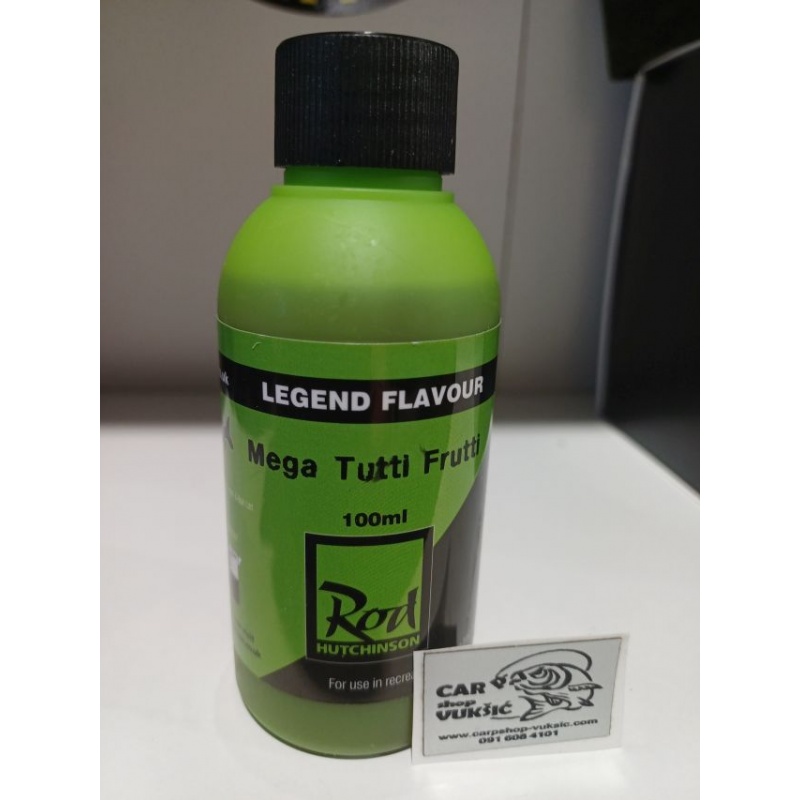 LEGEND FLAVOUR
Mega Tutti Frutti
100ml
Rod
HUTCHINSON
For use in
CAR
shop
VUKŠIĆ
www.carpshop-vuksic.com
091 608 4101